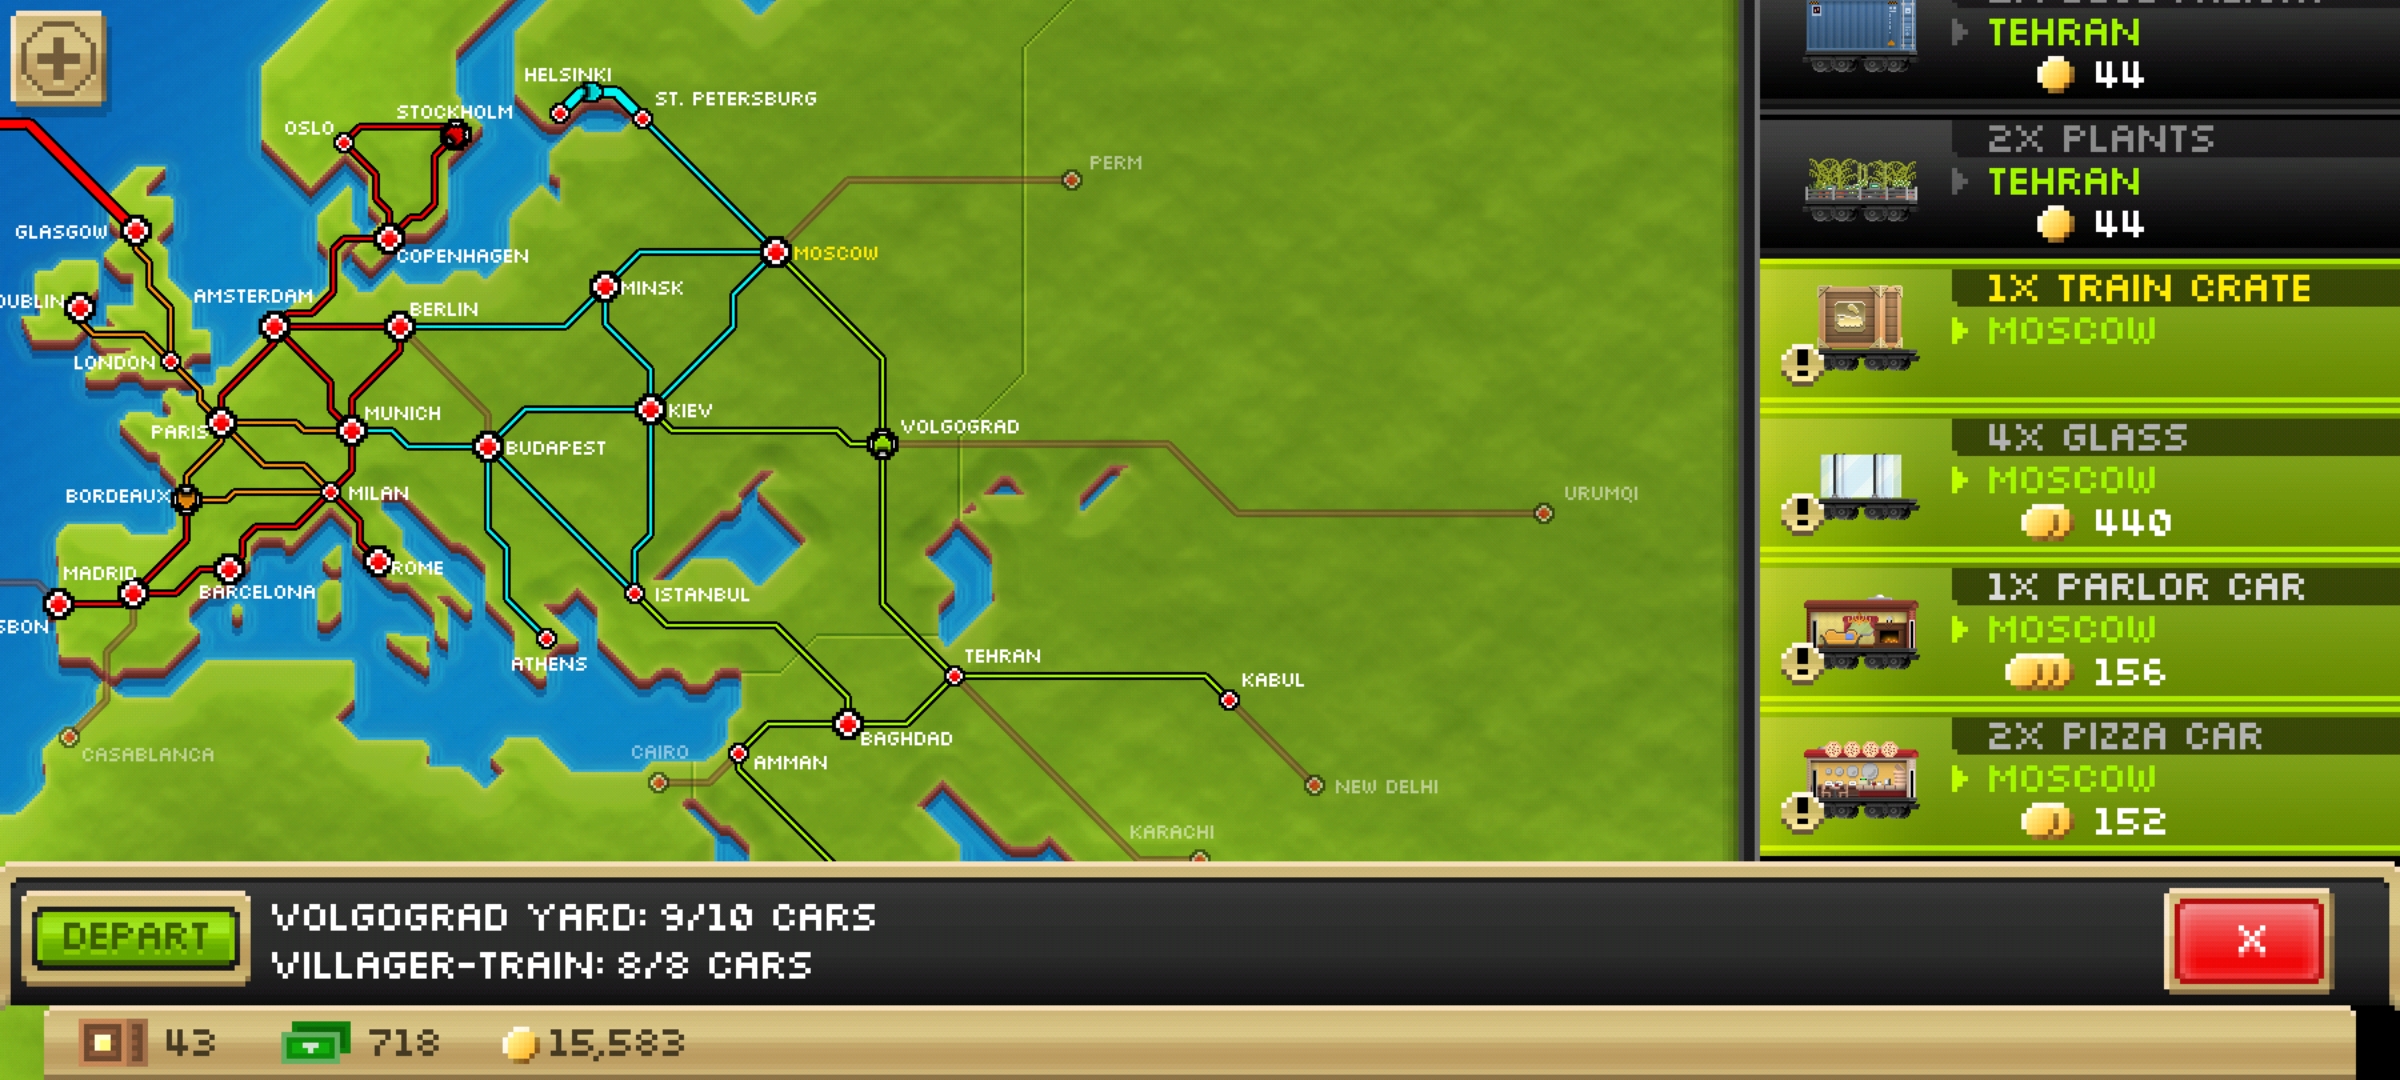 HELSINKI
ST. PETERSBURG
STOCKHOLM
OSLO
PERM
GLASGOW
COPENHAGEN
MOSCOW
MINSK
AMSTERDAM
BERLIN
LONDON
MUNICH
KIEV
PARIS
BUDAPEST
VOLGOGRAD
BORDEAUX
MILAN
URUMQI
MADRID
ROME
BARCELONA
ISTANBUL
ATHENS
TEHRAN
KABUL
CASABLANCA
CAIRO
BAGHDAD
AMMAN
NEW DELHI
KARACHI
TEHRAN
44
2X PLANTS
TEHRAN
44
1X TRAIN CRATE
MOSCOW
4X GLASS
MOSCOW
440
1X PARLOR CAR
MOSCOW
156
2X PIZZA CAR
MOSCOW
152
DEPART
VOLGOGRAD YARD: 9/10 CARS
VILLAGER-TRAIN: 8/8 CARS
X
43
718
15,583